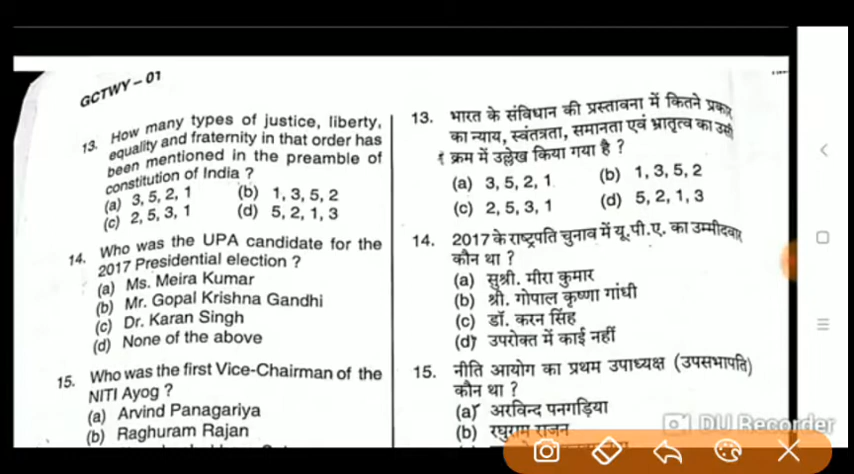 GCTWY – 01
13. How many types of justice, liberty,
equality and fraternity in that order has
been mentioned in the preamble of
constitution of India ?
(a) 3, 5, 2, 1 (b) 1, 3, 5, 2
(c) 2, 5, 3, 1 (d) 5, 2, 1, 3
14. Who was the UPA candidate for the
2017 Presidential election ?
(a) Ms. Meira Kumar
(b) Mr. Gopal Krishna Gandhi
(c) Dr. Karan Singh
(d) None of the above
15. Who was the first Vice-Chairman of the
NITI Ayog ?
(a) Arvind Panagariya
(b) Raghuram Rajan
13. भारत के संविधान की प्रस्तावना में कितने प्रकार
का न्याय, स्वंतत्रता, समानता एवं भ्रातृत्व का उसी
क्रम में उल्लेख किया गया है ?
(a) 3, 5, 2, 1 (b) 1, 3, 5, 2
(c) 2, 5, 3, 1 (d) 5, 2, 1, 3
14. 2017 के राष्ट्रपति चुनाव में यू.पी.ए. का उम्मीदवार
कौन था ?
(a) सुश्री. मीरा कुमार
(b) श्री. गोपाल कृष्णा गांधी
(c) डॉ. करन सिंह
(d) उपरोक्त में काई नहीं
15. नीति आयोग का प्रथम उपाध्यक्ष (उपसभापति)
कौन था ?
(a) अरविन्द पनगड़िया
(b) रघुराम राजन
DU Recorder